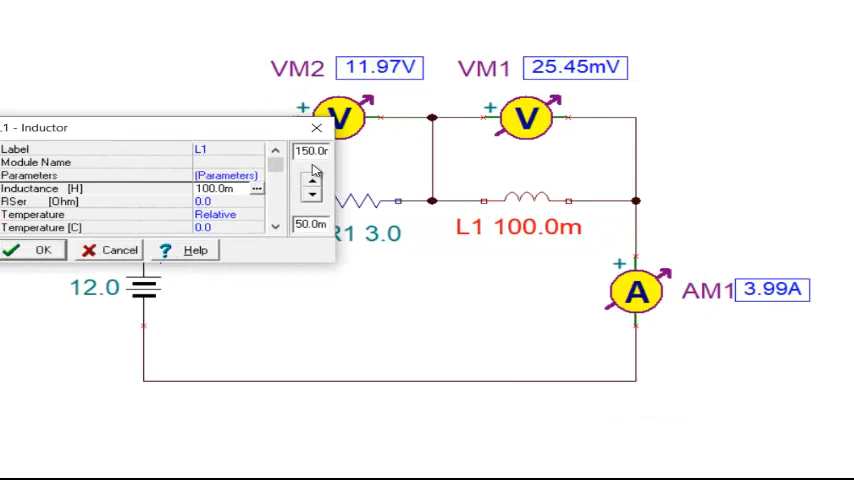 VM2 11.97V VM1 25.45mV
+ V + V
L1 - Inductor
Label L1 150.0r
Module Name
Parameters (Parameters)
Inductance [H] 100.0m ...
RSer [Ohm] 0.0
Temperature Relative
Temperature [C] 0.0 50.0m
OK Cancel ? Help
R1 3.0 L1 100.0m
12.0 + A AM1 3.99A